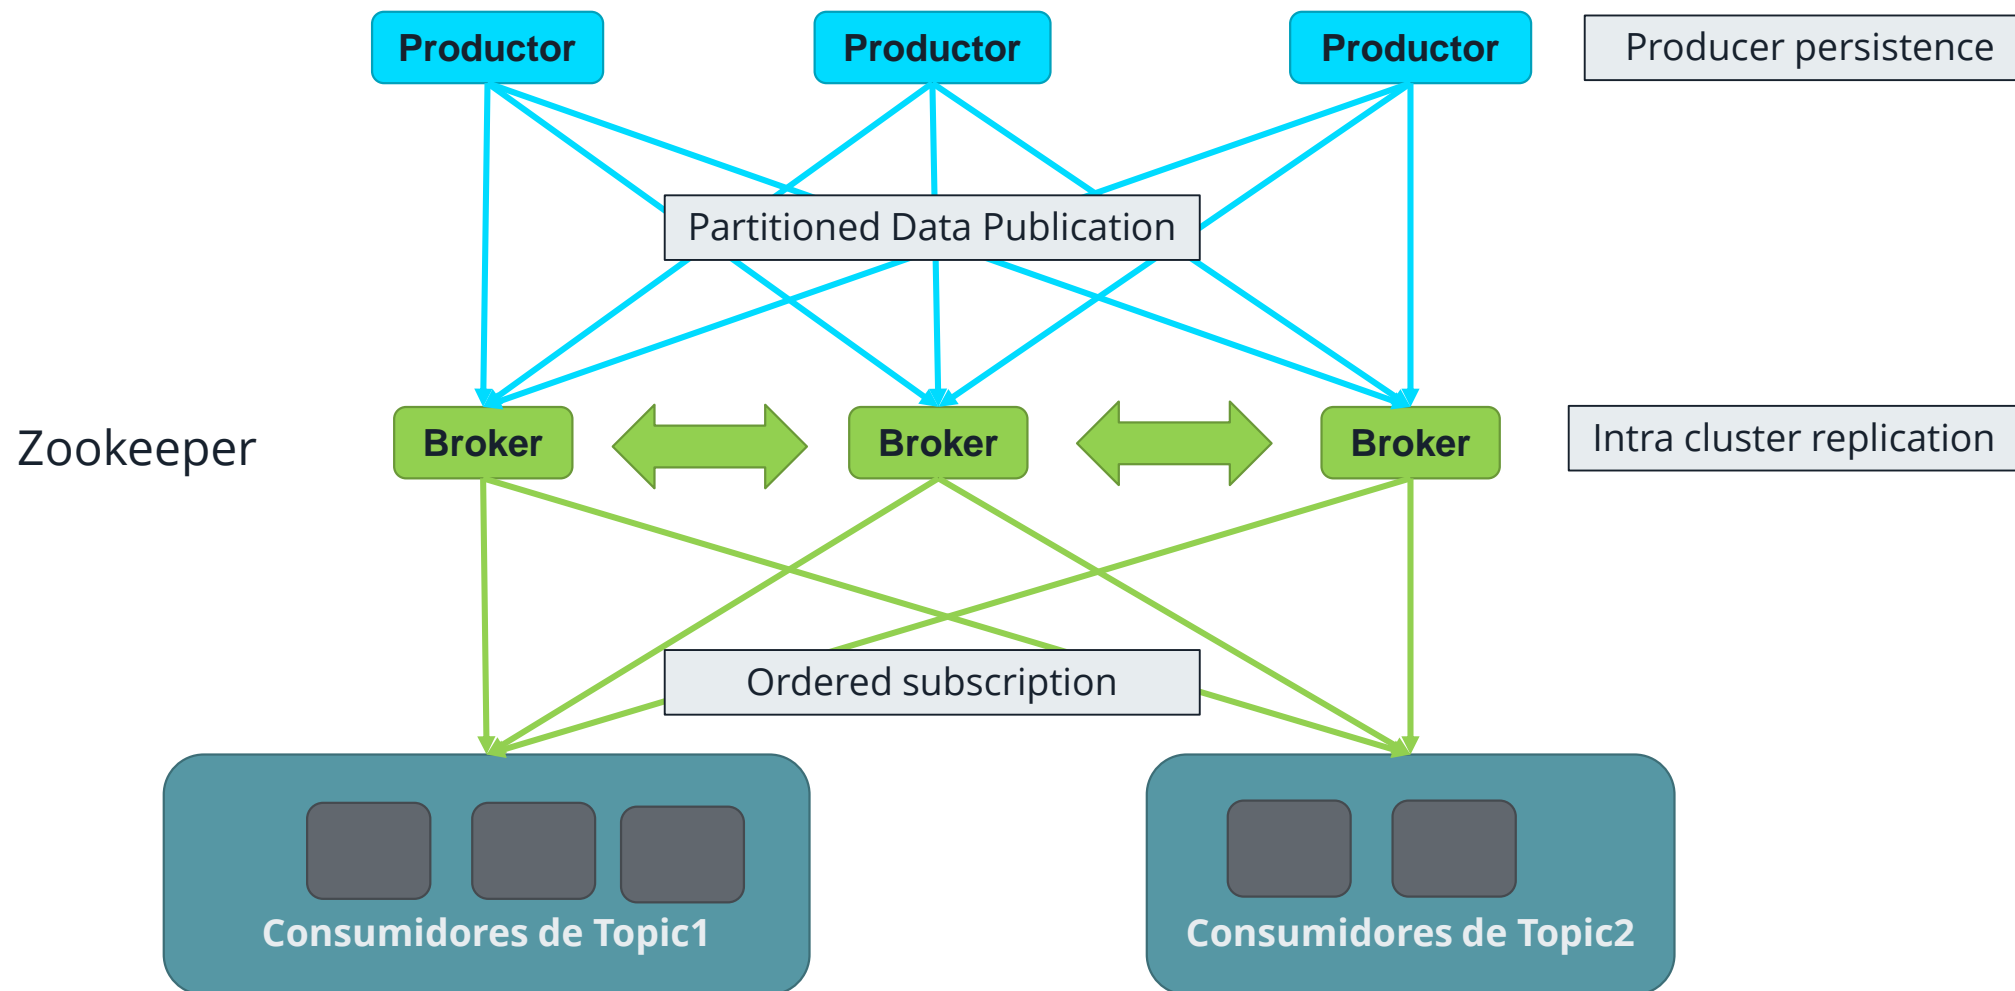 Productor
Productor
Productor
Producer persistence
Partitioned Data Publication
Zookeeper
Broker
Broker
Broker
Intra cluster replication
Ordered subscription
Consumidores de Topic1
Consumidores de Topic2